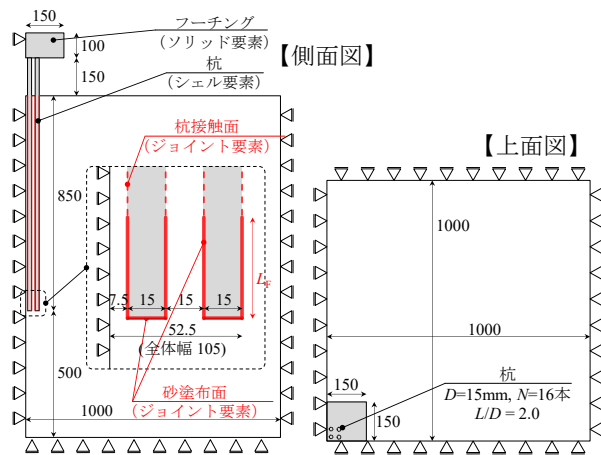 150
フーチング
(ソリッド要素)
100
【側面図】
150
杭
(シェル要素)
杭接触面
(ジョイント要素)
850
L_F
7.5
15
15
15
52.5
(全体幅 105)
500
砂塗布面
(ジョイント要素)
1000
【上面図】
1000
1000
150
150
杭
D=15mm, N=16本
L/D = 2.0